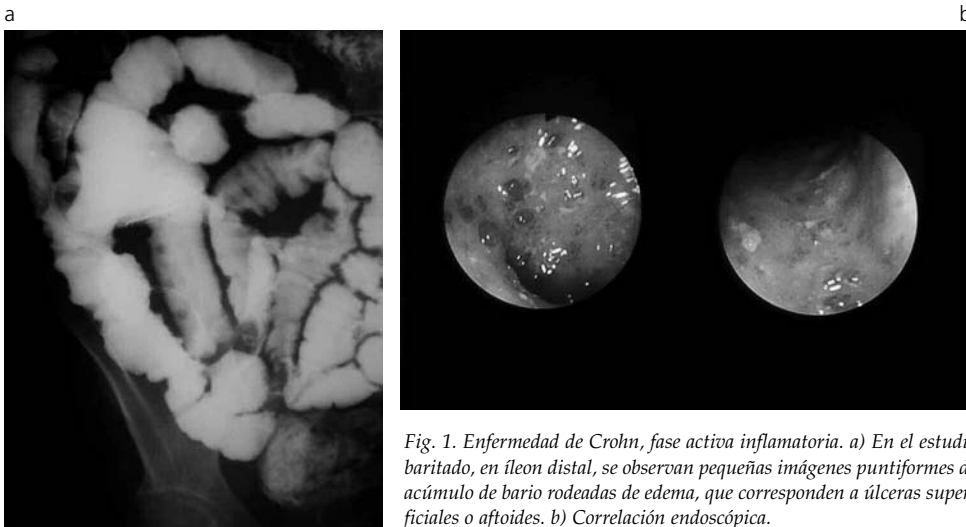 a
b
Fig. 1. Enfermedad de Crohn, fase activa inflamatoria. a) En el estudi
baritado, en íleon distal, se observan pequeñas imágenes puntiformes d
acúmulo de bario rodeadas de edema, que corresponden a úlceras super
ficiales o aftoides. b) Correlación endoscópica.